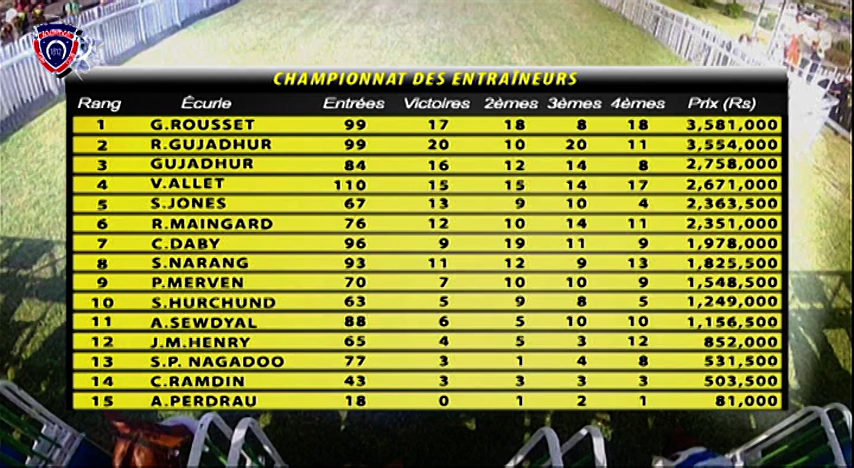 CHAMPIONNAT DES ENTRAÎNEURS
Rang Écurie Entrées Victoires 2èmes 3èmes 4èmes Prix (Rs)
1 G.ROUSSET 99 17 18 8 18 3,581,000
2 R.GUJADHUR 99 20 10 20 11 3,554,000
3 GUJADHUR 84 16 12 14 8 2,758,000
4 V.ALLET 110 15 15 14 17 2,671,000
5 S.JONES 67 13 9 10 4 2,363,500
6 R.MAINGARD 76 12 10 14 11 2,351,000
7 C.DABY 96 9 19 11 9 1,978,000
8 S.NARANG 93 11 12 9 13 1,825,500
9 P.MERVEN 70 7 10 10 9 1,548,500
10 S.HURCHUND 63 5 9 8 5 1,249,000
11 A.SEWDYAL 88 6 5 10 10 1,156,500
12 J.M.HENRY 65 4 5 3 12 852,000
13 S.P. NAGADOO 77 3 1 4 8 531,500
14 C.RAMDIN 43 3 3 3 3 503,500
15 A.PERDRAU 18 0 1 2 1 81,000